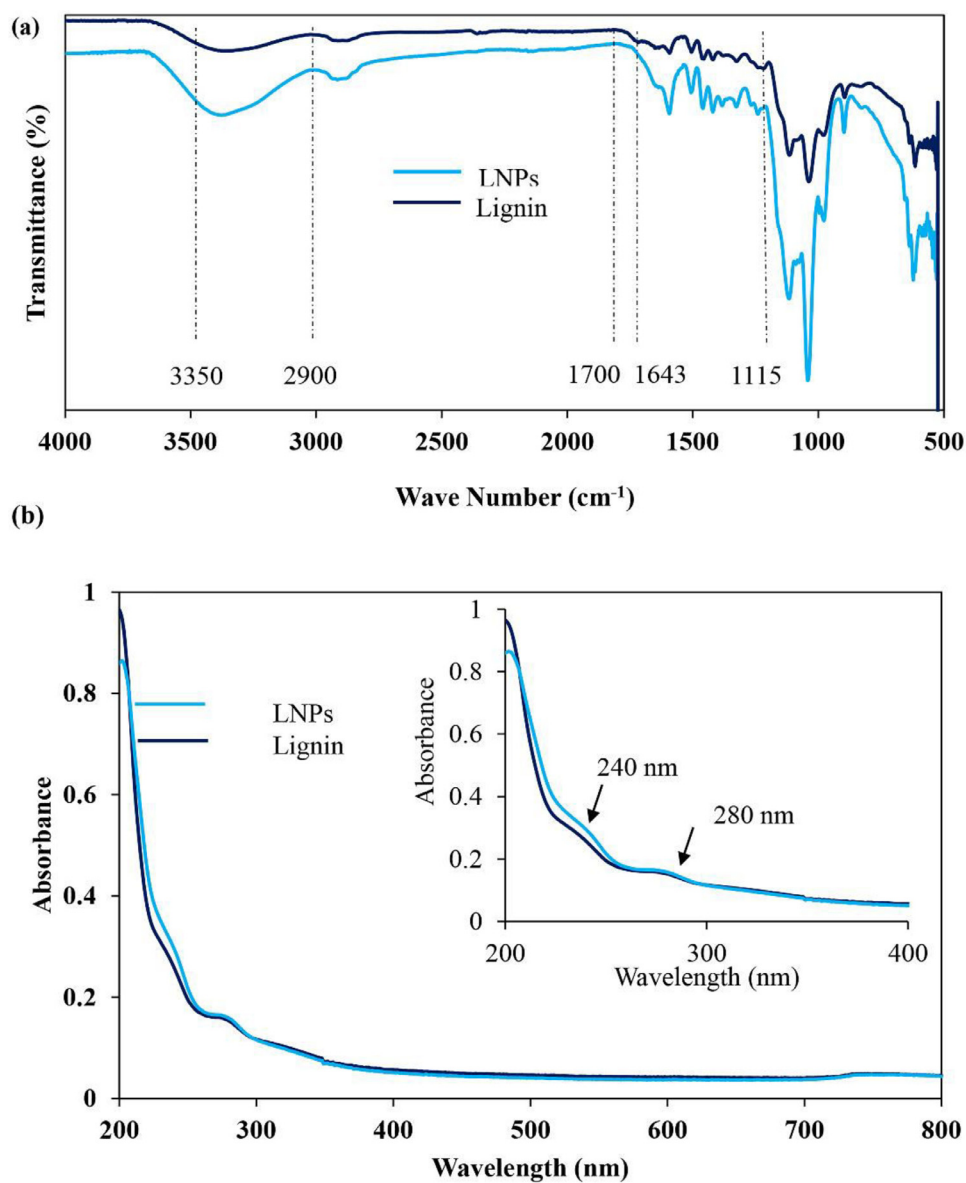 (a)
Transmittance (%)
LNPs
Lignin
3350 2900 1700 1643 1115
4000 3500 3000 2500 2000 1500 1000 500
Wave Number (cm-1)
(b)
Absorbance
1
0.8
0.6
0.4
0.2
0
LNPs
Lignin
200 300 400 500 600 700 800
Wavelength (nm)
Absorbance
1
0.8
0.6
0.4
0.2
0
240 nm
280 nm
200 300 400
Wavelength (nm)